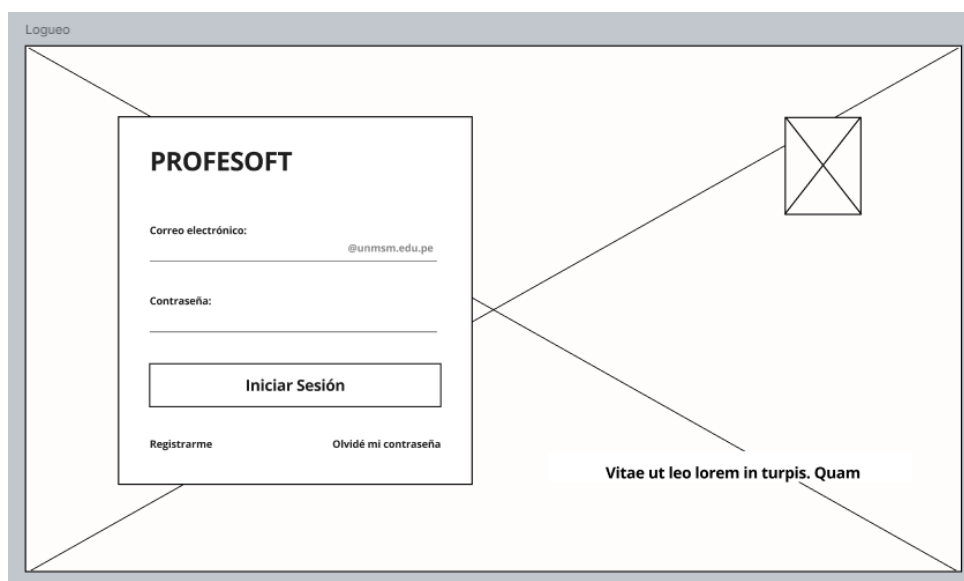 Logueo
PROFESOFT
Correo electrónico:
@unmsm.edu.pe
Contraseña:
Iniciar Sesión
Registrarme
Olvidé mi contraseña
Vitae ut leo lorem in turpis. Quam